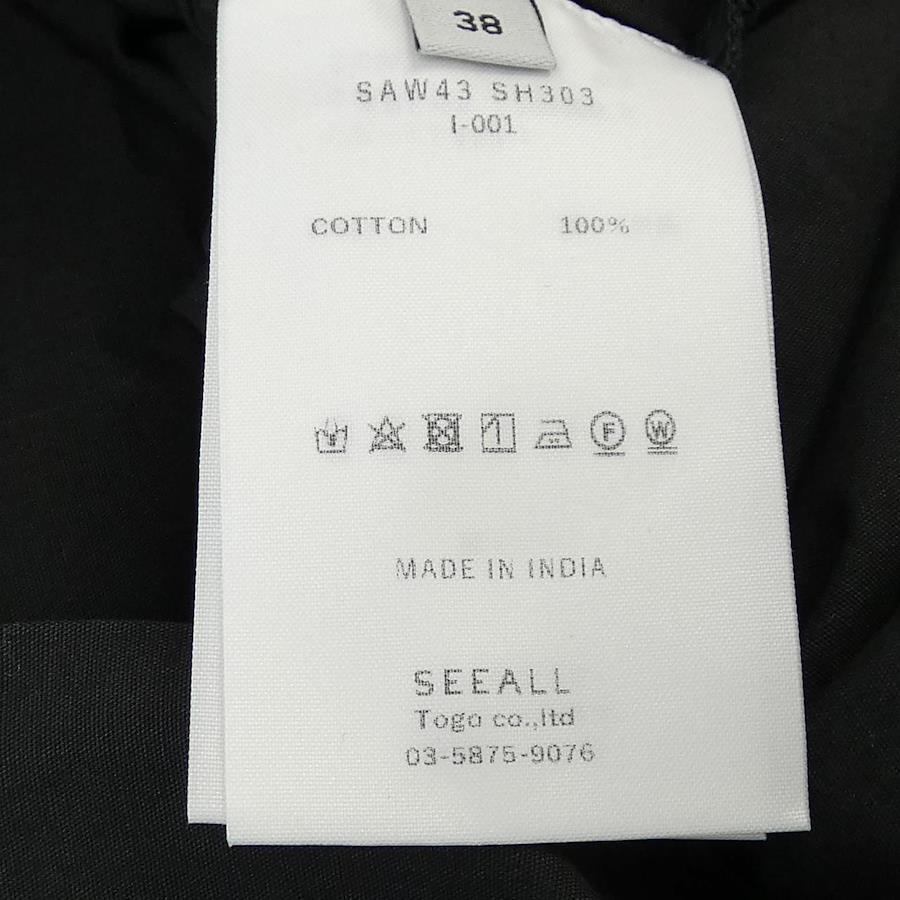 38
SAW43 SH303
I-001
COTTON 100%
F W
MADE IN INDIA
SEEALL
Togo co.,ltd
03-5875-9076